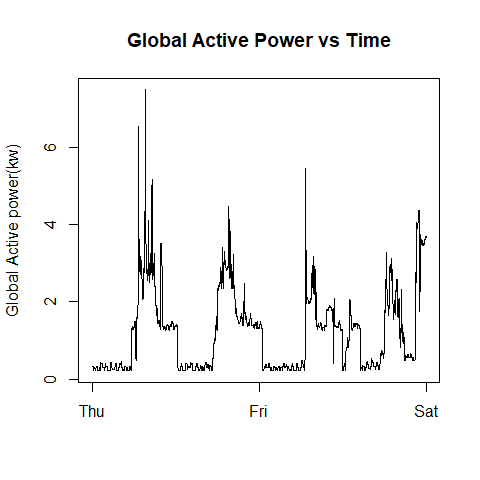 Global Active Power vs Time
Global Active power(kw)
6
4
2
0
Thu
Fri
Sat